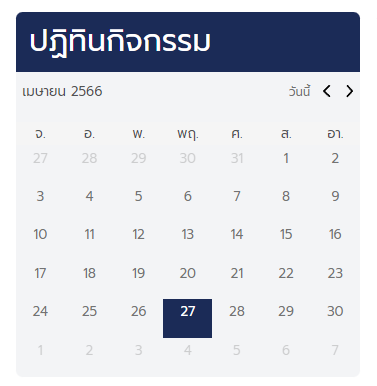 ปฏิทินกิจกรรม
เมษายน 2566 วันนี้
จ. อ. พ. พฤ. ศ. ส. อา.
27 28 29 30 31 1 2
3 4 5 6 7 8 9
10 11 12 13 14 15 16
17 18 19 20 21 22 23
24 25 26 27 28 29 30
1 2 3 4 5 6 7